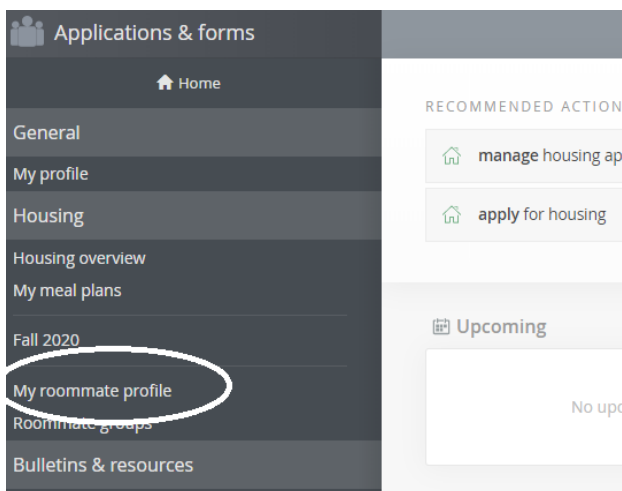 Applications & forms
Home
General
My profile
Housing
Housing overview
My meal plans
Fall 2020
My roommate profile
Roommate groups
Bulletins & resources
RECOMMENDED ACTION
manage housing ap
apply for housing
Upcoming
No upc